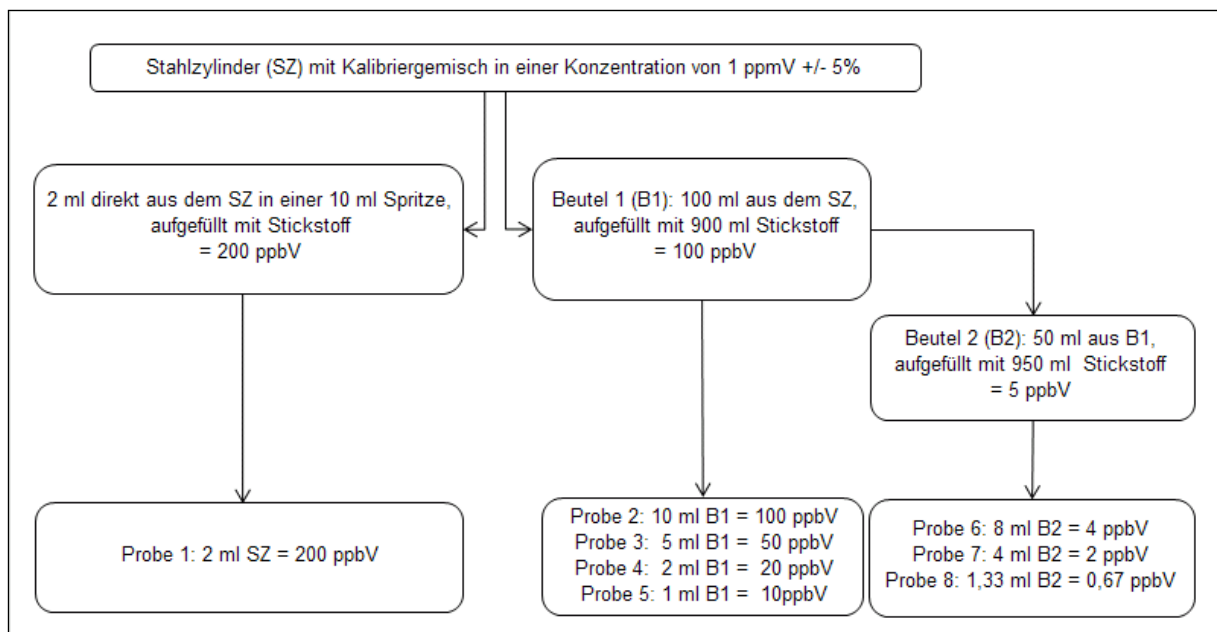 Stahlzylinder (SZ) mit Kalibriergemisch in einer Konzentration von 1 ppmV +/- 5%
2 ml direkt aus dem SZ in einer 10 ml Spritze,
aufgefüllt mit Stickstoff
= 200 ppbV
Beutel 1 (B1): 100 ml aus dem SZ,
aufgefüllt mit 900 ml Stickstoff
= 100 ppbV
Beutel 2 (B2): 50 ml aus B1,
aufgefüllt mit 950 ml Stickstoff
= 5 ppbV
Probe 1: 2 ml SZ = 200 ppbV
Probe 2: 10 ml B1 = 100 ppbV
Probe 3: 5 ml B1 = 50 ppbV
Probe 4: 2 ml B1 = 20 ppbV
Probe 5: 1 ml B1 = 10ppbV
Probe 6: 8 ml B2 = 4 ppbV
Probe 7: 4 ml B2 = 2 ppbV
Probe 8: 1,33 ml B2 = 0,67 ppbV